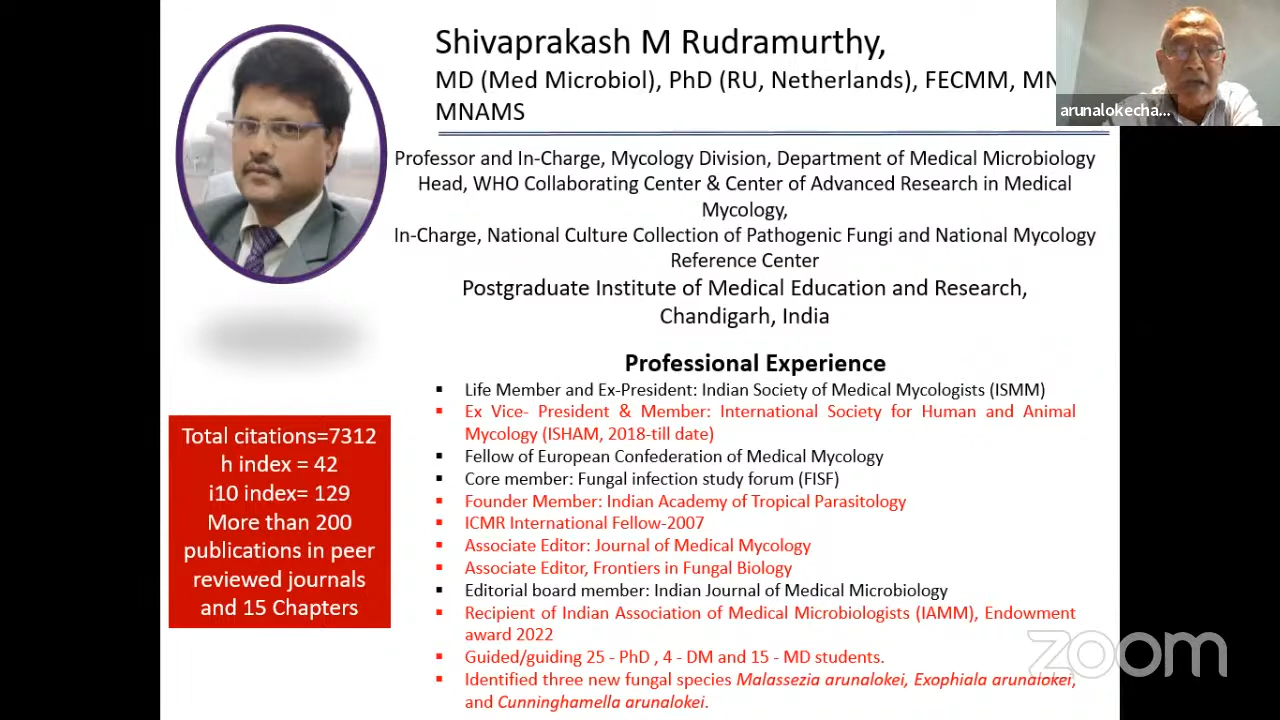 Shivaprakash M Rudramurthy,
MD (Med Microbiol), PhD (RU, Netherlands), FECMM,
MNAMS
arunalokecha...
Professor and In-Charge, Mycology Division, Department of Medical Microbiology
Head, WHO Collaborating Center & Center of Advanced Research in Medical
Mycology,
In-Charge, National Culture Collection of Pathogenic Fungi and National Mycology
Reference Center
Postgraduate Institute of Medical Education and Research,
Chandigarh, India
Professional Experience
▪ Life Member and Ex-President: Indian Society of Medical Mycologists (ISMM)
▪ Ex Vice- President & Member: International Society for Human and Animal
Mycology (ISHAM, 2018-till date)
▪ Fellow of European Confederation of Medical Mycology
▪ Core member: Fungal infection study forum (FISF)
▪ Founder Member: Indian Academy of Tropical Parasitology
▪ ICMR International Fellow-2007
▪ Associate Editor: Journal of Medical Mycology
▪ Associate Editor, Frontiers in Fungal Biology
▪ Editorial board member: Indian Journal of Medical Microbiology
▪ Recipient of Indian Association of Medical Microbiologists (IAMM), Endowment
award 2022
▪ Guided/guiding 25 - PhD , 4 - DM and 15 - MD students.
▪ Identified three new fungal species Malassezia arunalokei, Exophiala arunalokei,
and Cunninghamella arunalokei.
Total citations=7312
h index = 42
i10 index= 129
More than 200
publications in peer
reviewed journals
and 15 Chapters
zoom